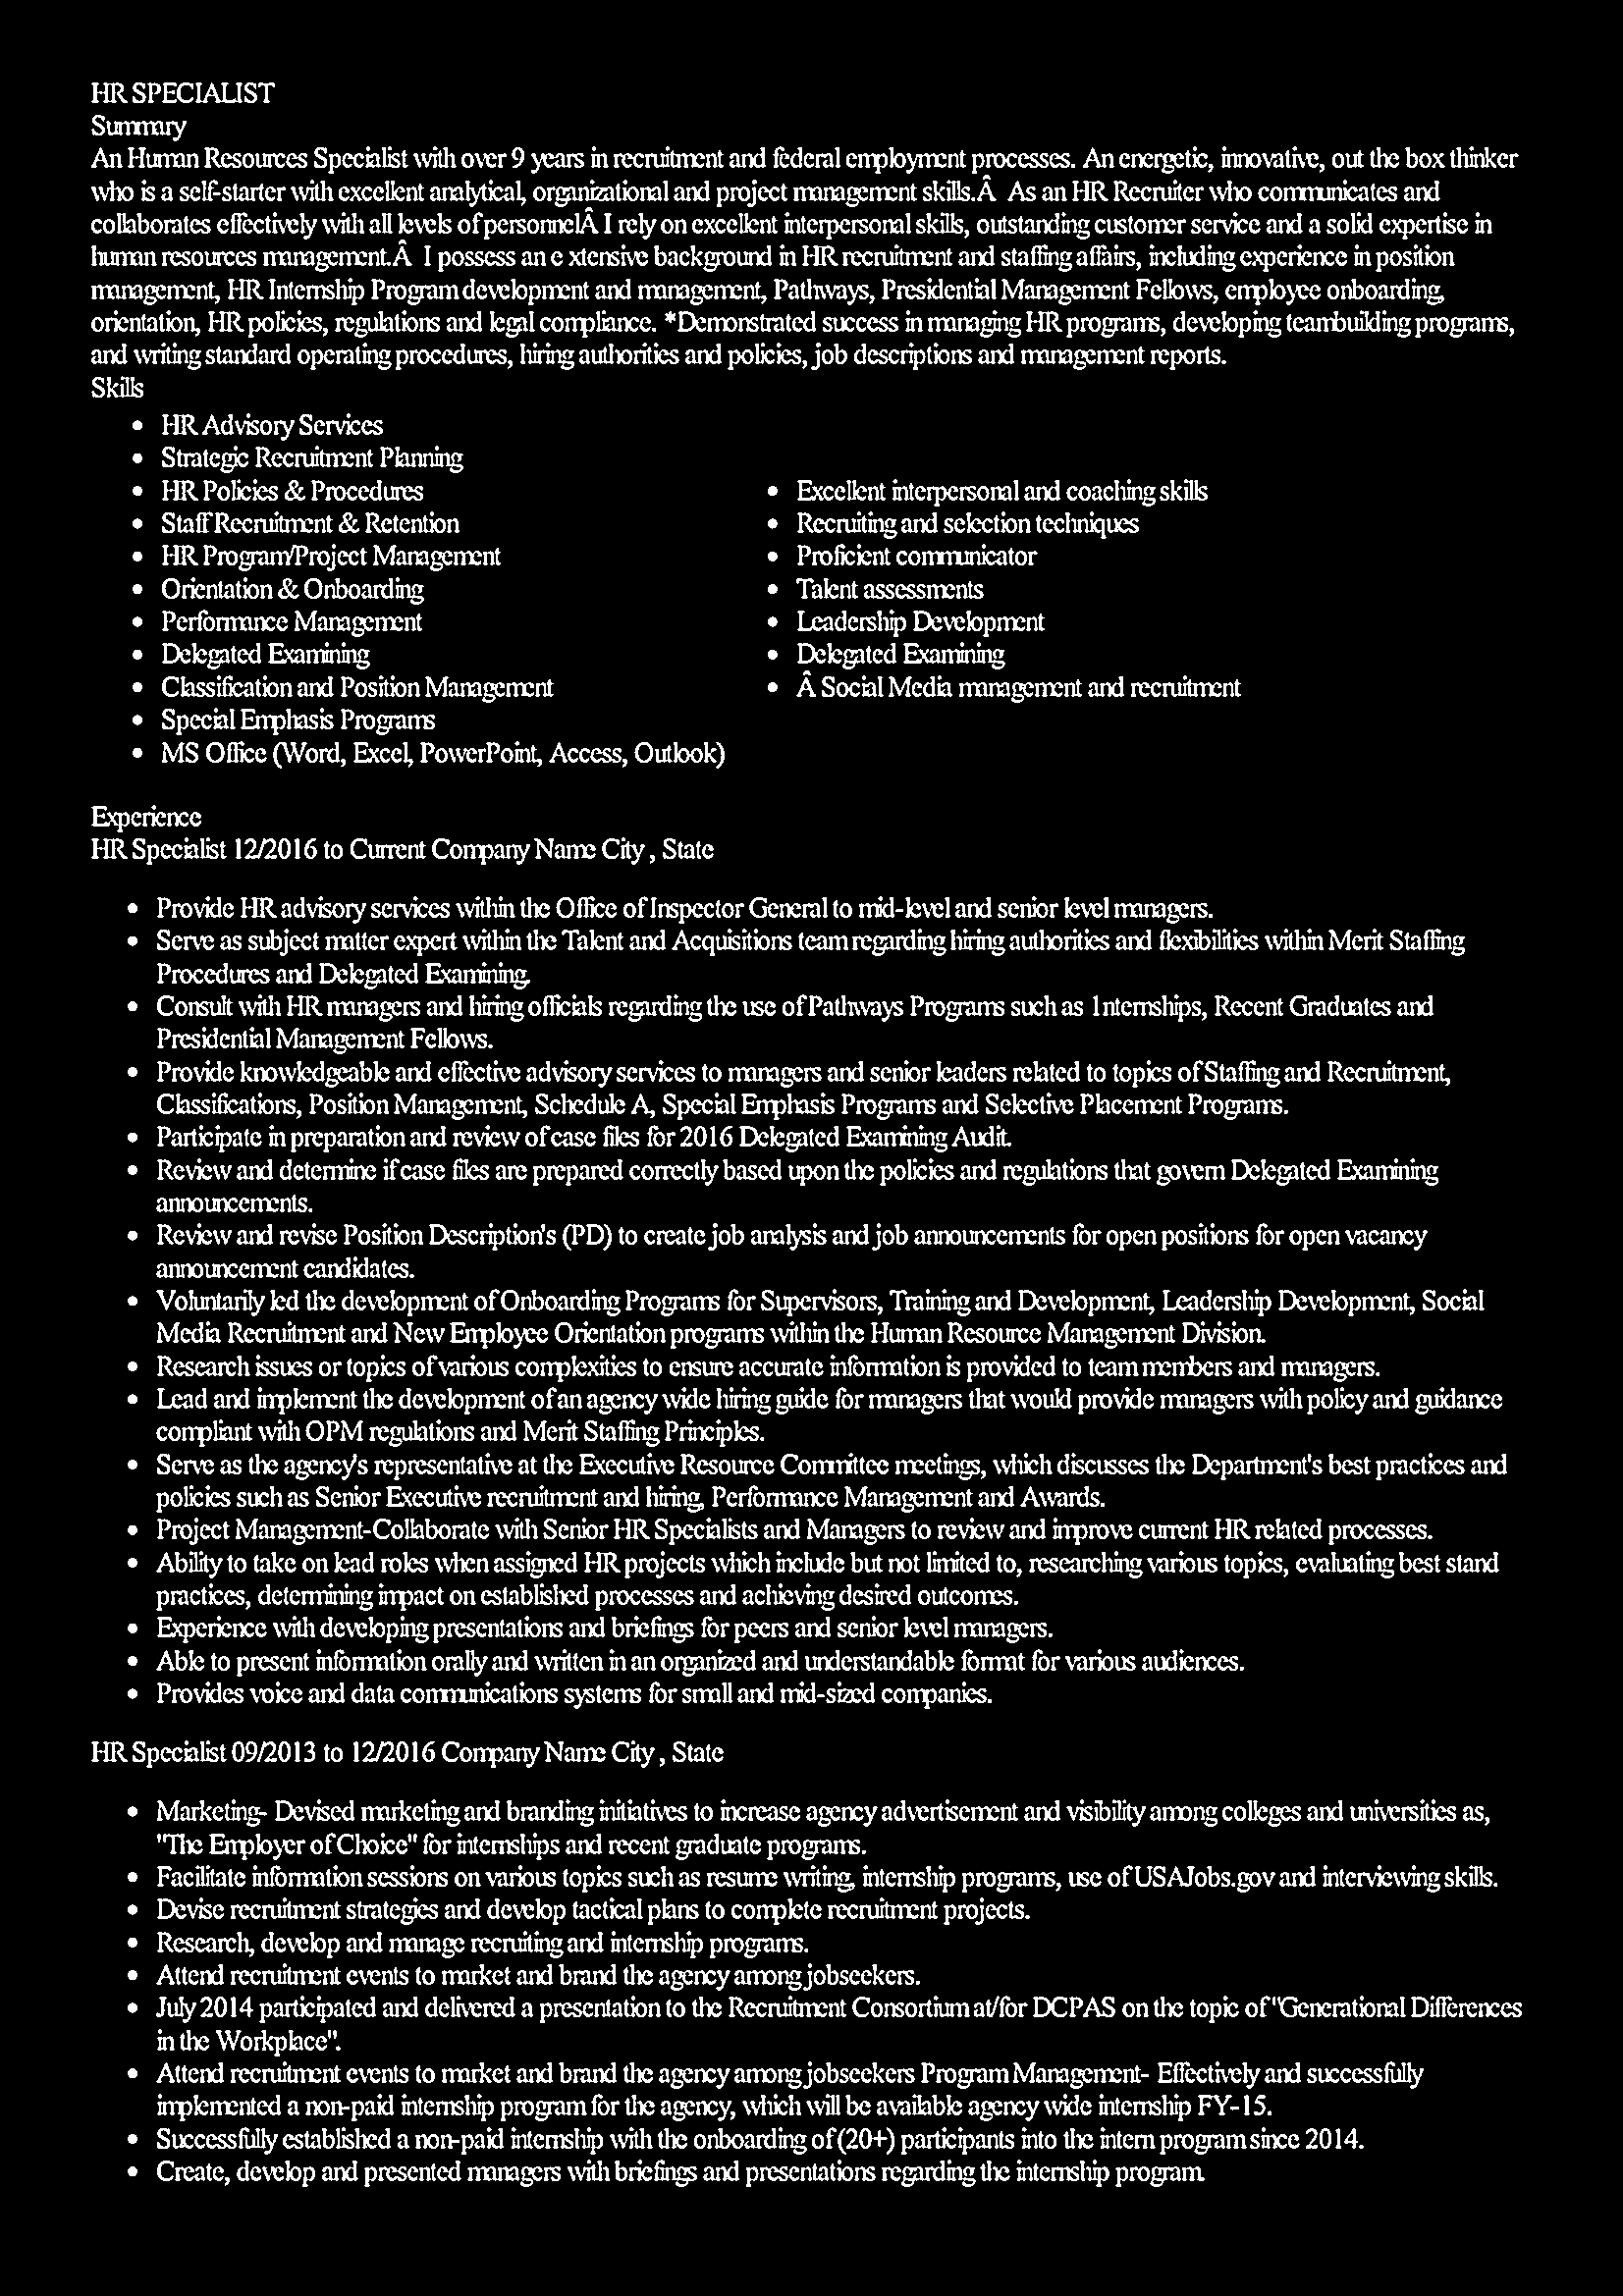 HR SPECIALIST
Summary
An Human Resources Specialist with over 9 years in recruitment and federal employment processes. An energetic, innovative, out the box thinker
who is a self-starter with excellent analytical, organizational and project management skills.Â  As an HR Recruiter who communicates and
collaborates effectively with all levels of personnelÂ I rely on excellent interpersonal skills, outstanding customer service and a solid expertise in
human resources management.Â  I possess an e xtensive background in HR recruitment and staffing affairs, including experience in position
management, HR Internship Program development and management, Pathways, Presidential Management Fellows, employee onboarding,
orientation, HR policies, regulations and legal compliance. *Demonstrated success in managing HR programs, developing teambuilding programs,
and writing standard operating procedures, hiring authorities and policies, job descriptions and management reports.
Skills
• HR Advisory Services
• Strategic Recruitment Planning
• HR Policies & Procedures
• Staff Recruitment & Retention
• HR Program/Project Management
• Orientation & Onboarding
• Performance Management
• Delegated Examining
• Classification and Position Management
• Special Emphasis Programs
• MS Office (Word, Excel, PowerPoint, Access, Outlook)
• Excellent interpersonal and coaching skills
• Recruiting and selection techniques
• Proficient communicator
• Talent assessments
• Leadership Development
• Delegated Examining
• Â Social Media management and recruitment
Experience
HR Specialist 12/2016 to Current Company Name City , State
• Provide HR advisory services within the Office of Inspector General to mid-level and senior level managers.
• Serve as subject matter expert within the Talent and Acquisitions team regarding hiring authorities and flexibilities within Merit Staffing
Procedures and Delegated Examining.
• Consult with HR managers and hiring officials regarding the use of Pathways Programs such as 1nternships, Recent Graduates and
Presidential Management Fellows.
• Provide knowledgeable and effective advisory services to managers and senior leaders related to topics of Staffing and Recruitment,
Classifications, Position Management, Schedule A, Special Emphasis Programs and Selective Placement Programs.
• Participate in preparation and review of case files for 2016 Delegated Examining Audit.
• Review and determine if case files are prepared correctly based upon the policies and regulations that govern Delegated Examining
announcements.
• Review and revise Position Description's (PD) to create job analysis and job announcements for open positions for open vacancy
announcement candidates.
• Voluntarily led the development of Onboarding Programs for Supervisors, Training and Development, Leadership Development, Social
Media Recruitment and New Employee Orientation programs within the Human Resource Management Division.
• Research issues or topics of various complexities to ensure accurate information is provided to team members and managers.
• Lead and implement the development of an agency wide hiring guide for managers that would provide managers with policy and guidance
compliant with OPM regulations and Merit Staffing Principles.
• Serve as the agency's representative at the Executive Resource Committee meetings, which discusses the Department's best practices and
policies such as Senior Executive recruitment and hiring, Performance Management and Awards.
• Project Management-Collaborate with Senior HR Specialists and Managers to review and improve current HR related processes.
• Ability to take on lead roles when assigned HR projects which include but not limited to, researching various topics, evaluating best stand
practices, determining impact on established processes and achieving desired outcomes.
• Experience with developing presentations and briefings for peers and senior level managers.
• Able to present information orally and written in an organized and understandable format for various audiences.
• Provides voice and data communications systems for small and mid-sized companies.
HR Specialist 09/2013 to 12/2016 Company Name City , State
• Marketing- Devised marketing and branding initiatives to increase agency advertisement and visibility among colleges and universities as,
"The Employer of Choice" for internships and recent graduate programs.
• Facilitate information sessions on various topics such as resume writing, internship programs, use of USAJobs.gov and interviewing skills.
• Devise recruitment strategies and develop tactical plans to complete recruitment projects.
• Research, develop and manage recruiting and internship programs.
• Attend recruitment events to market and brand the agency among jobseekers.
• July 2014 participated and delivered a presentation to the Recruitment Consortium at/for DCPAS on the topic of "Generational Differences
in the Workplace".
• Attend recruitment events to market and brand the agency among jobseekers Program Management- Effectively and successfully
implemented a non-paid internship program for the agency, which will be available agency wide internship FY-15.
• Successfully established a non-paid internship with the onboarding of (20+) participants into the intern program since 2014.
• Create, develop and presented managers with briefings and presentations regarding the internship program.